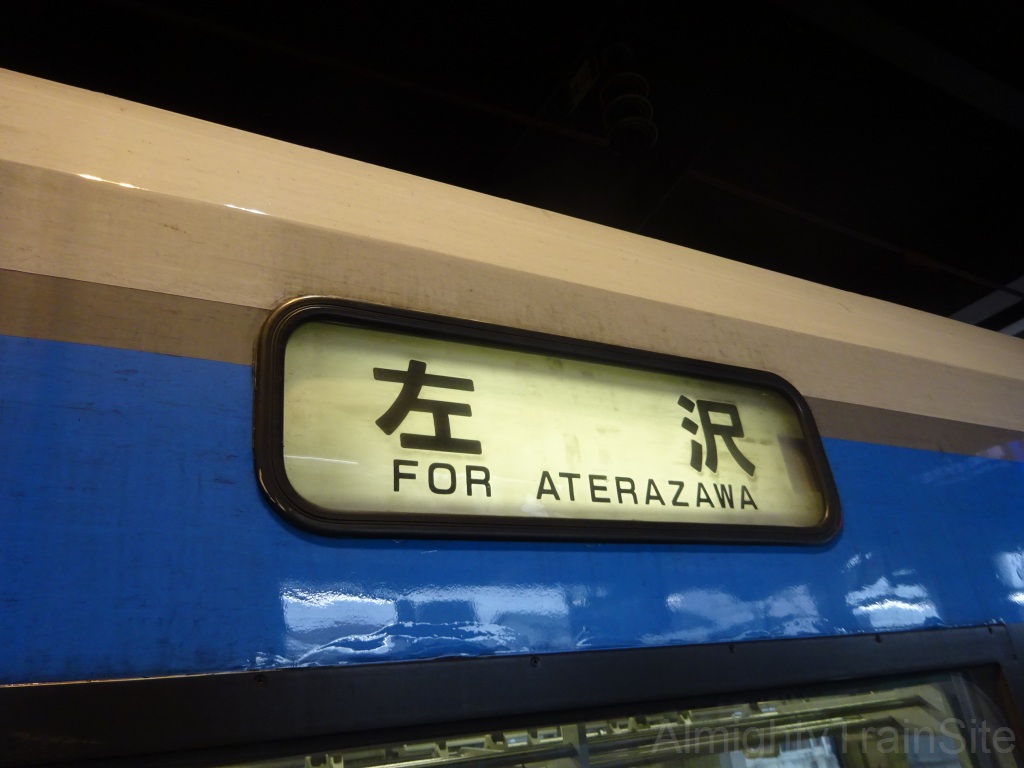 左 沢
FOR ATERAZAWA
AlmightyTrainSite